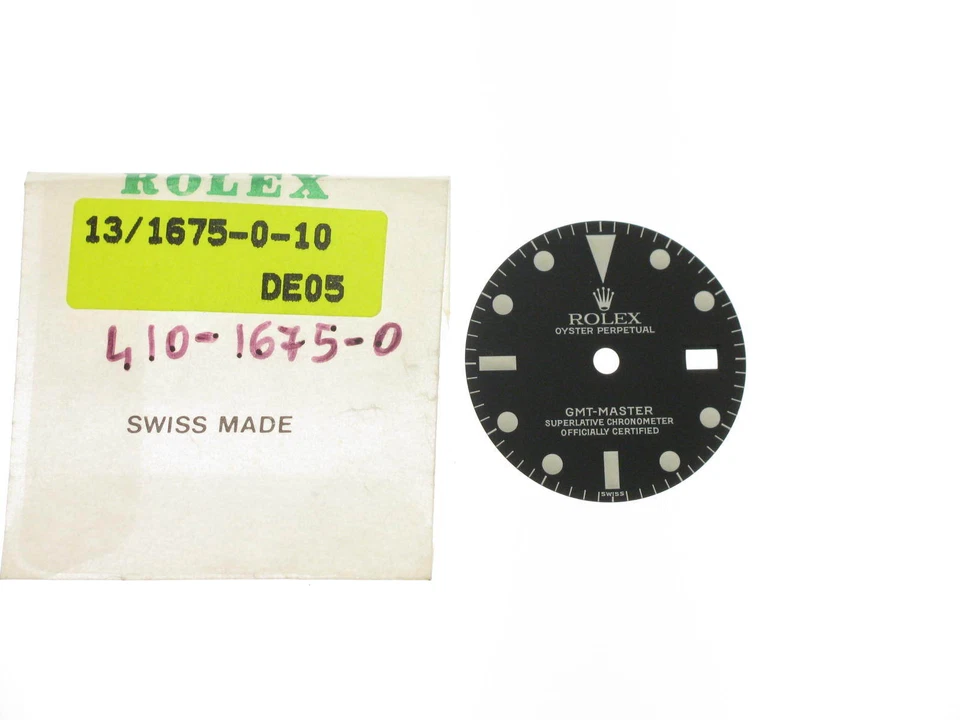 ROLEX
13/1675-0-10
DE05
410-1675-0
SWISS MADE
ROLEX
OYSTER PERPETUAL
GMT-MASTER
SUPERLATIVE CHRONOMETER
OFFICIALLY CERTIFIED
SWISS